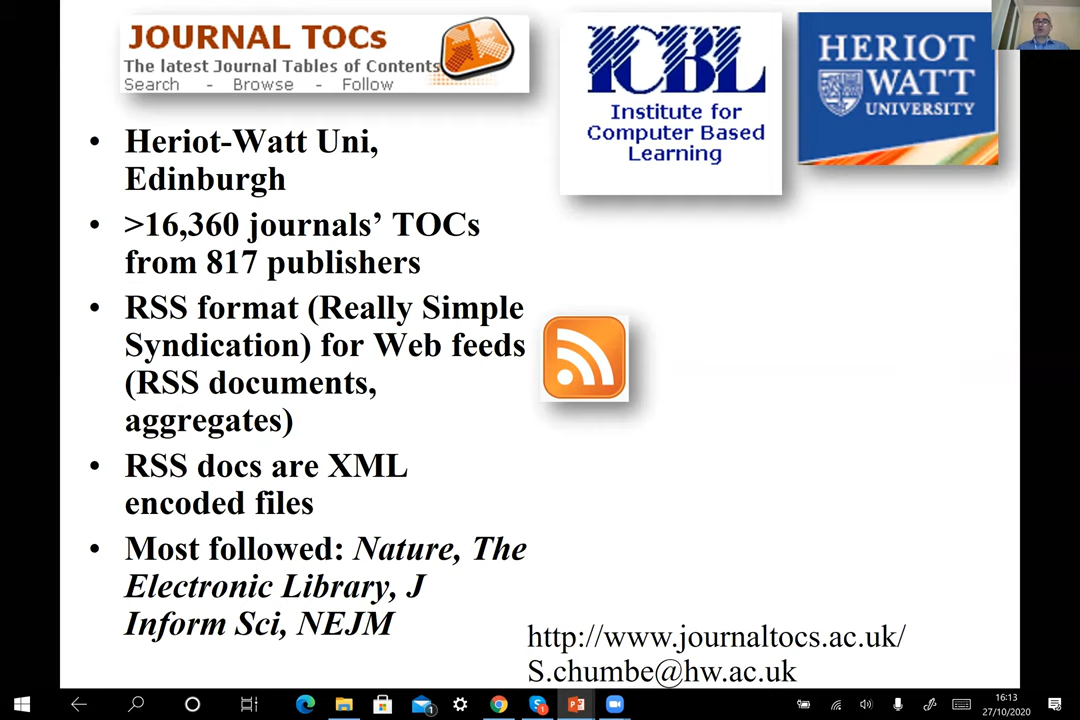 JOURNAL TOCs
The latest Journal Tables of Contents
Search - Browse - Follow
ICBL
Institute for
Computer Based
Learning
HERIOT
WATT
UNIVERSITY
• Heriot-Watt Uni,
Edinburgh
• >16,360 journals’ TOCs
from 817 publishers
• RSS format (Really Simple
Syndication) for Web feeds
(RSS documents,
aggregates)
• RSS docs are XML
encoded files
• Most followed: Nature, The
Electronic Library, J
Inform Sci, NEJM
http://www.journaltocs.ac.uk/
S.chumbe@hw.ac.uk
16:13
27/10/2020